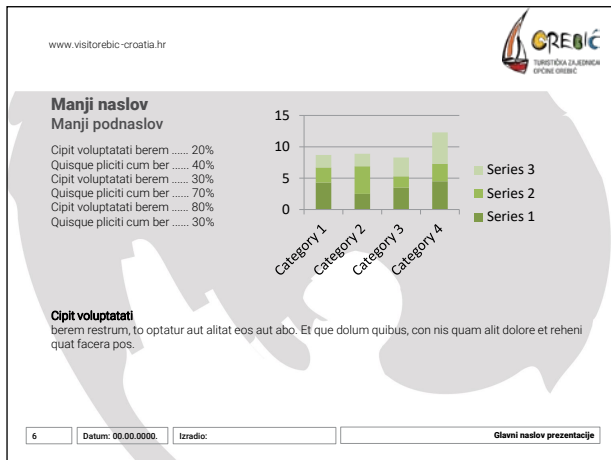 www.visitorebic-croatia.hr
OREBIĆ
TURISTIČKA ZAJEDNICA
OPĆINE OREBIĆ
Manji naslov
Manji podnaslov
Cipit voluptatati berem ...... 20%
Quisque pliciti cum ber ...... 40%
Cipit voluptatati berem ...... 30%
Quisque pliciti cum ber ...... 70%
Cipit voluptatati berem ...... 80%
Quisque pliciti cum ber ...... 30%
15
10
5
0
Category 1
Category 2
Category 3
Category 4
Series 3
Series 2
Series 1
Cipit voluptatati
berem restrum, to optatur aut alitat eos aut abo. Et que dolum quibus, con nis quam alit dolore et reheni
quat facera pos.
6
Datum: 00.00.0000.
Izradio:
Glavni naslov prezentacije